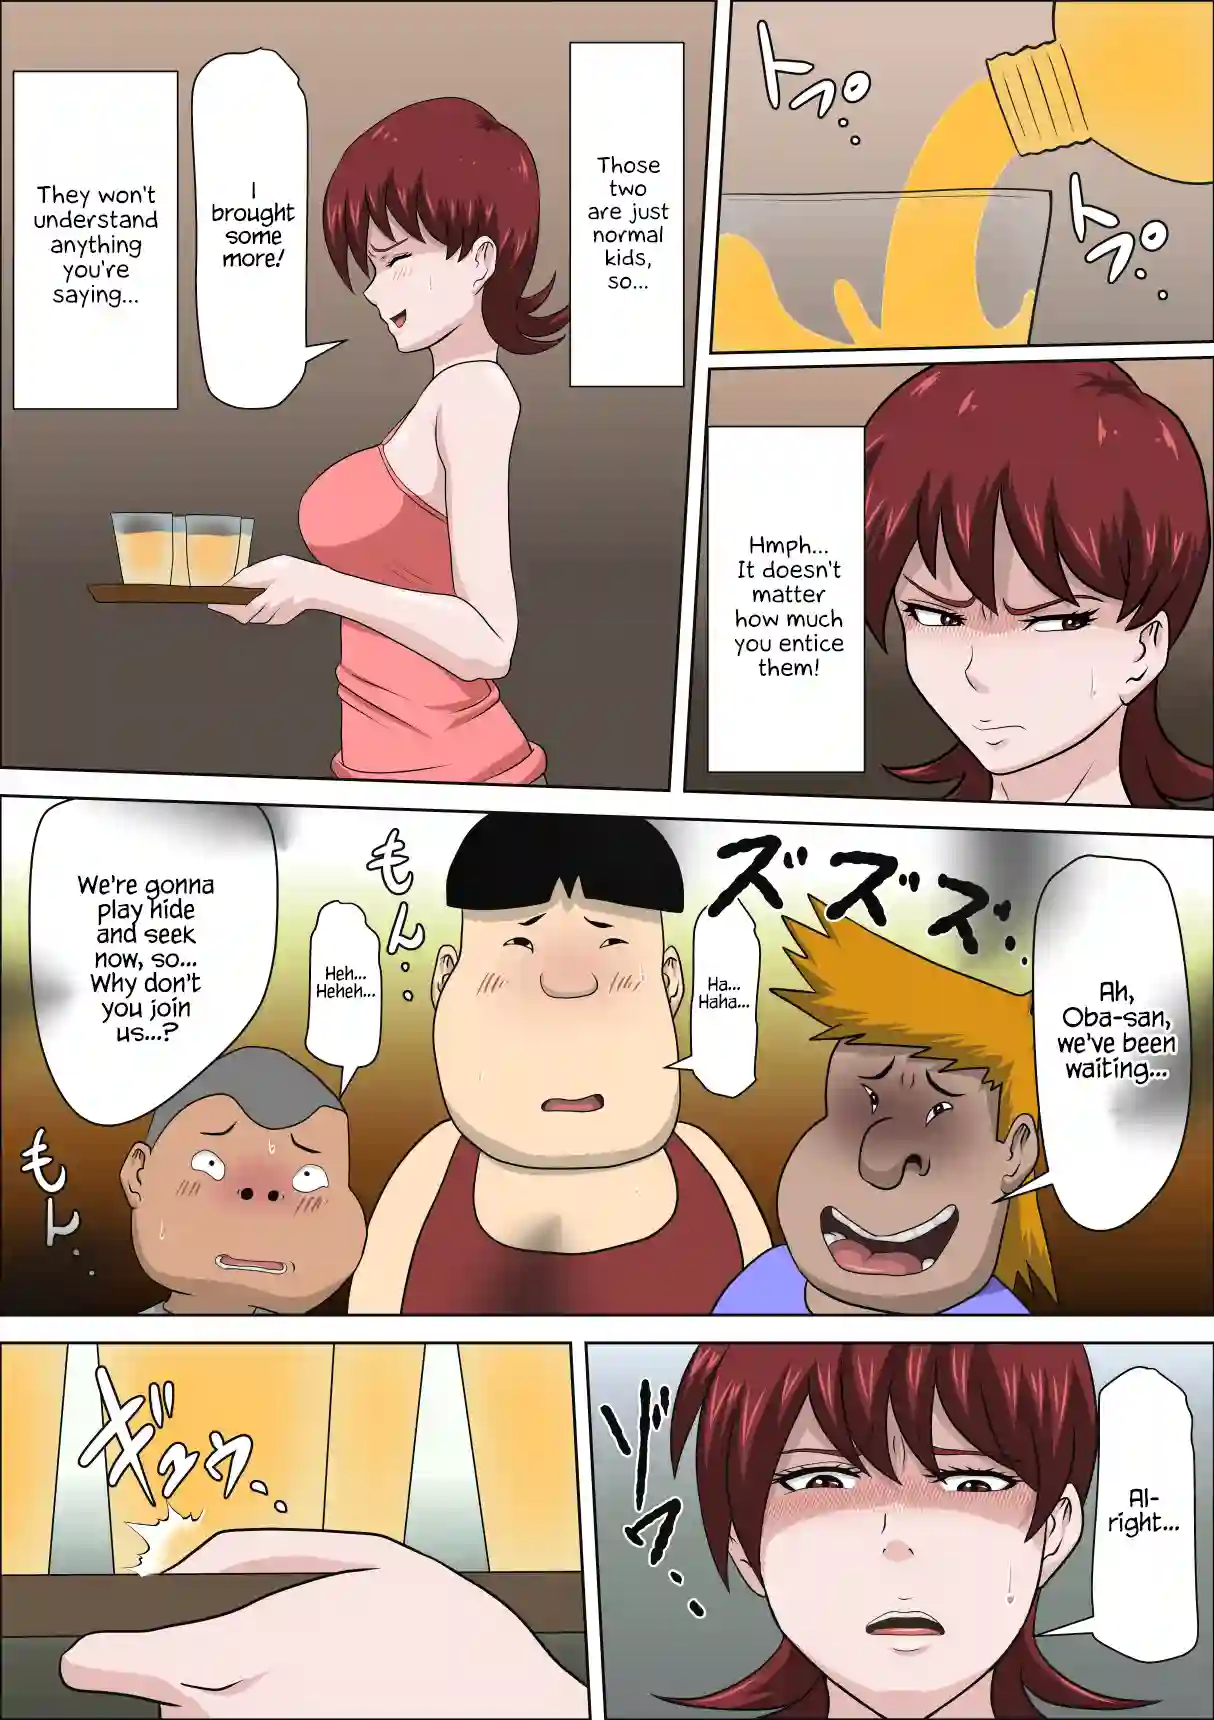 トプ。。
トプ。。
Hmph...
It doesn't
matter
how much
you entice
them!
Those
two
are just
normal
kids,
so...
I
brought
some
more!
They won't
understand
anything
you're
saying...
Ah,
Oba-san,
we've been
waiting...
ズズズ..
Ha...
Haha...
もん..
Heh...
Heheh...
We're gonna
play hide
and seek
now, so...
Why don't
you join
us...?
もん..
Al-
right...
ゾワ..
ギュウ..